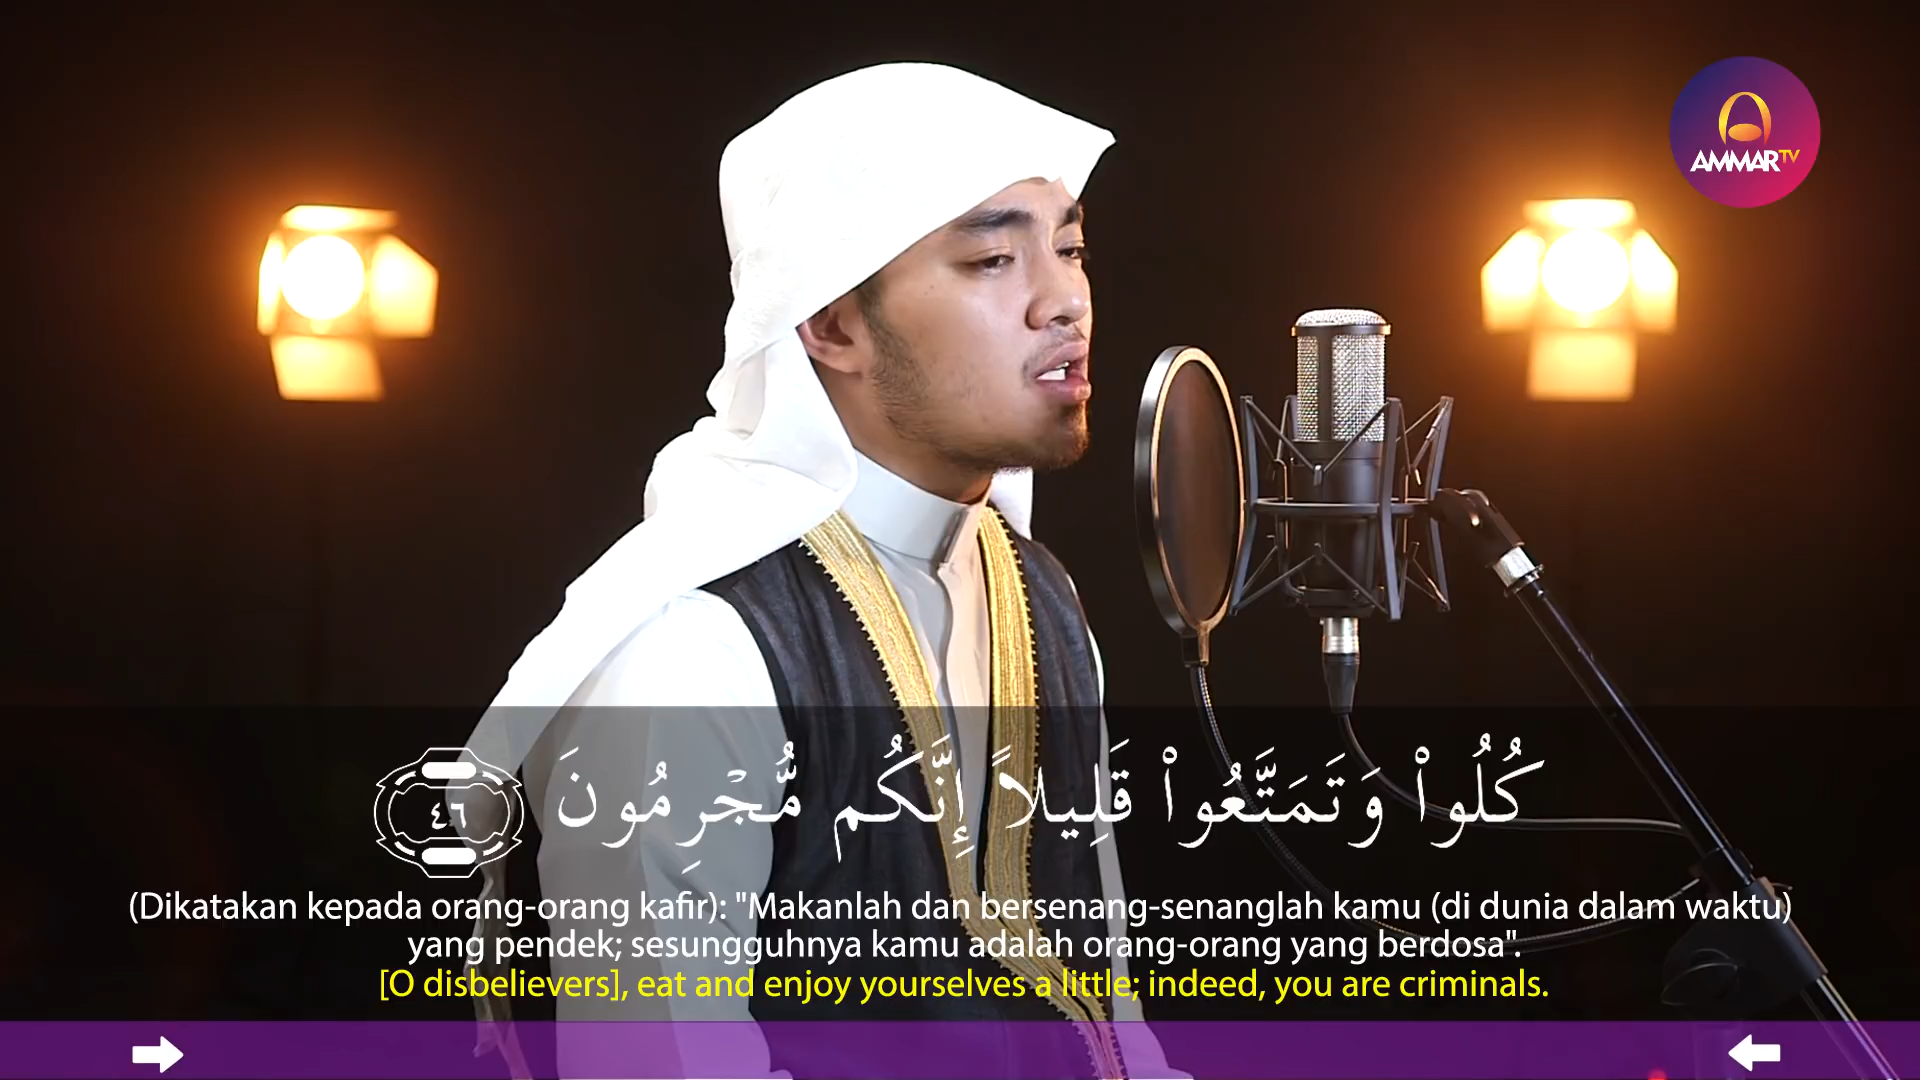 AMMARTV
كُلُوا۟ وَتَمَتَّعُوا۟ قَلِيلاً إِنَّكُم مُّجۡرِمُونَ ٤٦
(Dikatakan kepada orang-orang kafir): "Makanlah dan bersenang-senanglah kamu (di dunia dalam waktu)
yang pendek; sesungguhnya kamu adalah orang-orang yang berdosa".
[O disbelievers], eat and enjoy yourselves a little; indeed, you are criminals.